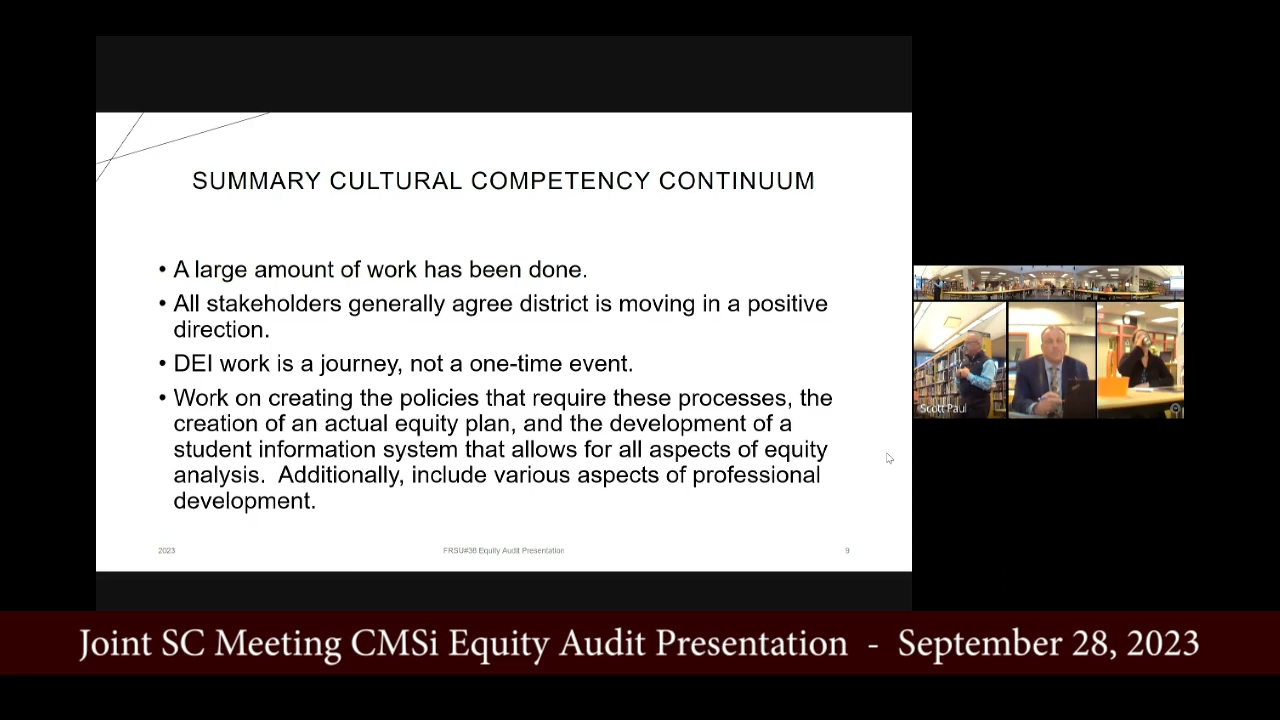 SUMMARY CULTURAL COMPETENCY CONTINUUM
• A large amount of work has been done.
• All stakeholders generally agree district is moving in a positive
direction.
• DEI work is a journey, not a one-time event.
• Work on creating the policies that require these processes, the
creation of an actual equity plan, and the development of a
student information system that allows for all aspects of equity
analysis.  Additionally, include various aspects of professional
development.
2023
FRSU#38 Equity Audit Presentation
9
Scott Paul
Joint SC Meeting CMSi Equity Audit Presentation - September 28, 2023